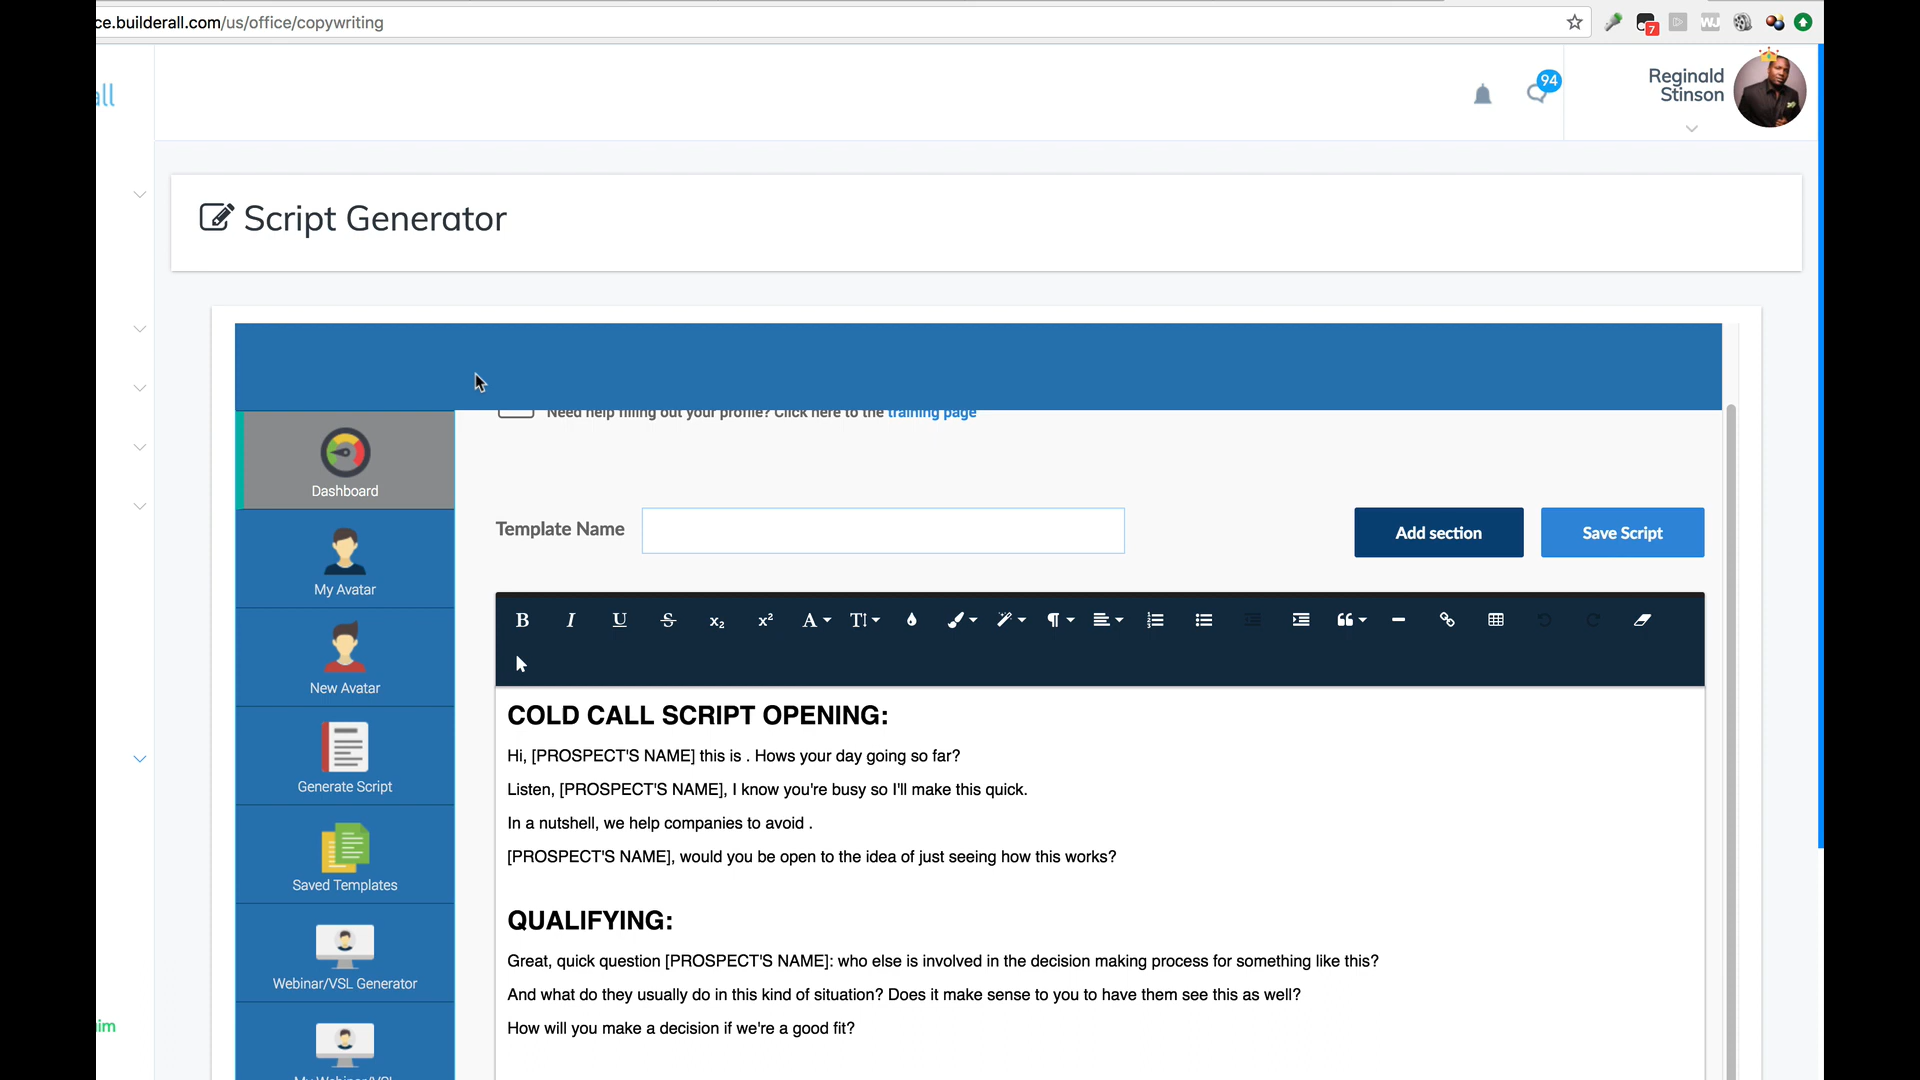 ce.builderall.com/us/office/copywriting
7
WJ
all
94
Reginald
Stinson
Script Generator
Need help filling out your profile? Click here to the training page
Dashboard
My Avatar
New Avatar
Generate Script
Saved Templates
Webinar/VSL Generator
My Webinar/VSL
Template Name
Add section
Save Script
COLD CALL SCRIPT OPENING:
Hi, [PROSPECT'S NAME] this is . Hows your day going so far?
Listen, [PROSPECT'S NAME], I know you're busy so I'll make this quick.
In a nutshell, we help companies to avoid .
[PROSPECT'S NAME], would you be open to the idea of just seeing how this works?
QUALIFYING:
Great, quick question [PROSPECT'S NAME]: who else is involved in the decision making process for something like this?
And what do they usually do in this kind of situation? Does it make sense to you to have them see this as well?
How will you make a decision if we're a good fit?